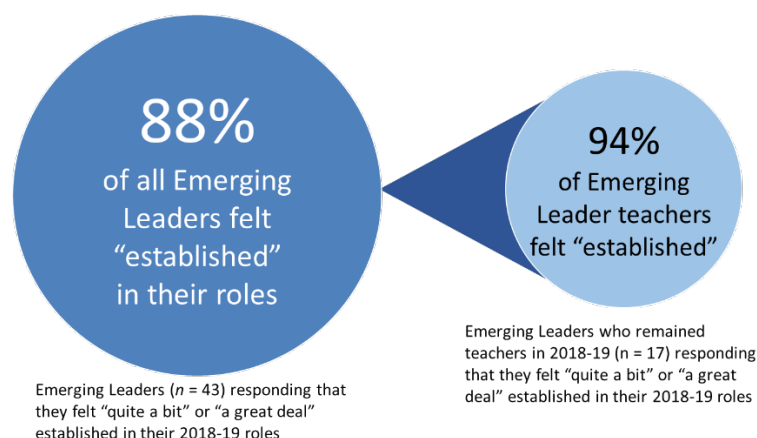 88%
of all Emerging
Leaders felt
“established”
in their roles
94%
of Emerging
Leader teachers
felt “established”
Emerging Leaders (n = 43) responding that
they felt “quite a bit” or “a great deal”
established in their 2018-19 roles
Emerging Leaders who remained
teachers in 2018-19 (n = 17) responding
that they felt “quite a bit” or “a great
deal” established in their 2018-19 roles